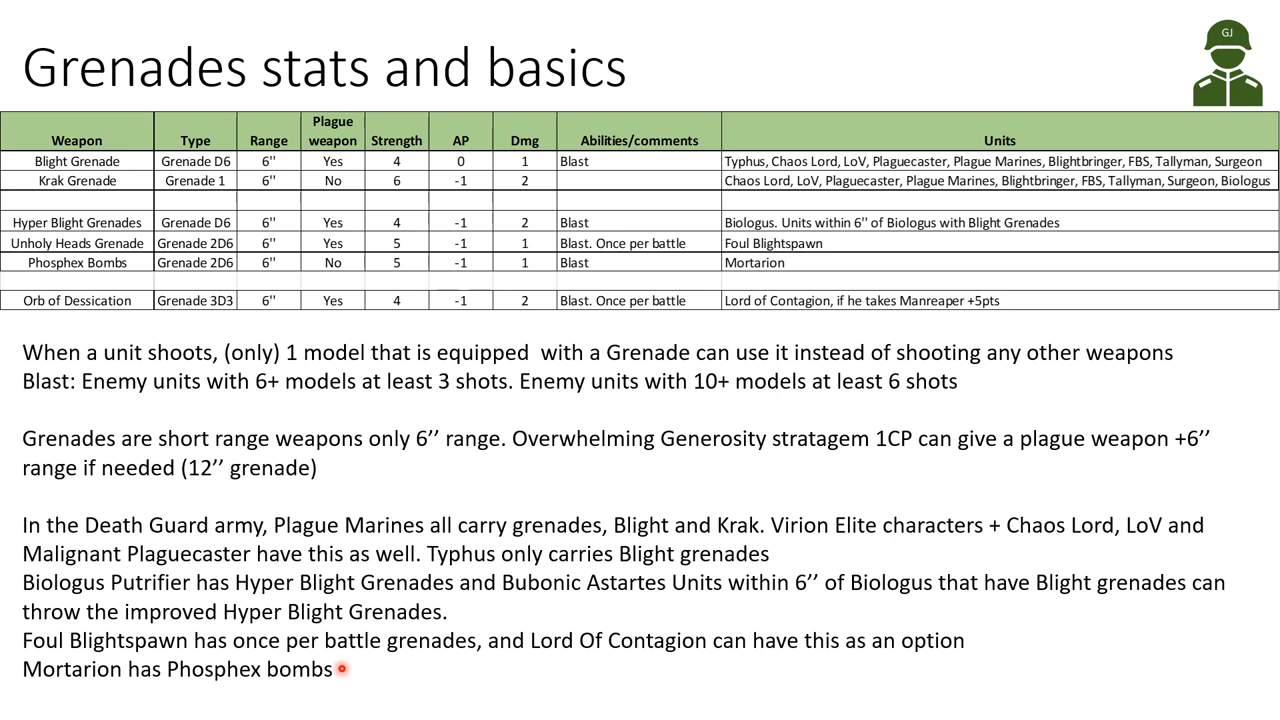 GJ
Grenades stats and basics
Weapon Type Range Plague weapon Strength AP Dmg Abilities/comments Units
Blight Grenade Grenade D6 6'' Yes 4 0 1 Blast Typhus, Chaos Lord, LoV, Plaguecaster, Plague Marines, Blightbringer, FBS, Tallyman, Surgeon
Krak Grenade Grenade 1 6'' No 6 -1 2 Chaos Lord, LoV, Plaguecaster, Plague Marines, Blightbringer, FBS, Tallyman, Surgeon, Biologus
Hyper Blight Grenades Grenade D6 6'' Yes 4 -1 2 Blast Biologus. Units within 6'' of Biologus with Blight Grenades
Unholy Heads Grenade Grenade 2D6 6'' Yes 5 -1 1 Blast. Once per battle Foul Blightspawn
Phosphex Bombs Grenade 2D6 6'' No 5 -1 1 Blast Mortarion
Orb of Dessication Grenade 3D3 6'' Yes 4 -1 2 Blast. Once per battle Lord of Contagion, if he takes Manreaper +5pts
When a unit shoots, (only) 1 model that is equipped with a Grenade can use it instead of shooting any other weapons
Blast: Enemy units with 6+ models at least 3 shots. Enemy units with 10+ models at least 6 shots
Grenades are short range weapons only 6’’ range. Overwhelming Generosity stratagem 1CP can give a plague weapon +6’’
range if needed (12’’ grenade)
In the Death Guard army, Plague Marines all carry grenades, Blight and Krak. Virion Elite characters + Chaos Lord, LoV and
Malignant Plaguecaster have this as well. Typhus only carries Blight grenades
Biologus Putrifier has Hyper Blight Grenades and Bubonic Astartes Units within 6’’ of Biologus that have Blight grenades can
throw the improved Hyper Blight Grenades.
Foul Blightspawn has once per battle grenades, and Lord Of Contagion can have this as an option
Mortarion has Phosphex bombs